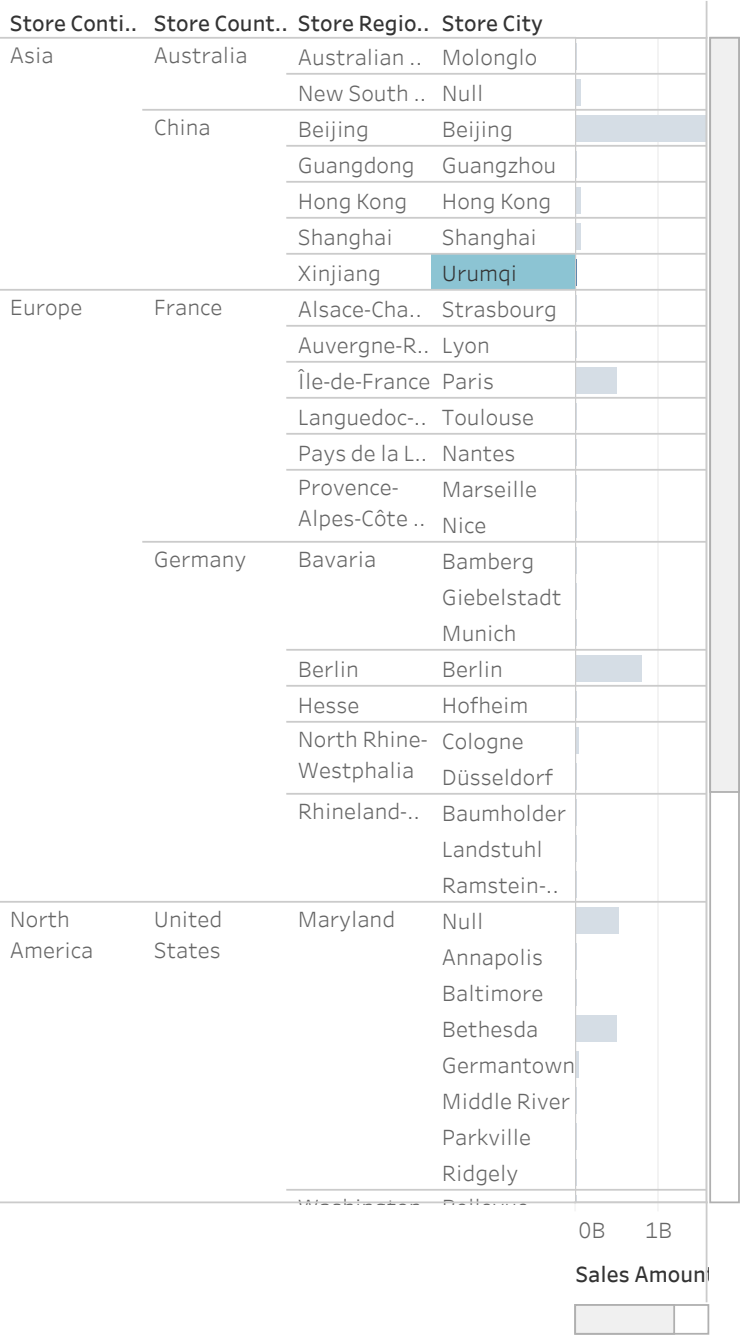 Store Conti.. Store Count.. Store Regio.. Store City
Asia Australia Australian .. Molonglo
New South .. Null
China Beijing Beijing
Guangdong Guangzhou
Hong Kong Hong Kong
Shanghai Shanghai
Xinjiang Urumqi
Europe France Alsace-Cha.. Strasbourg
Auvergne-R.. Lyon
Île-de-France Paris
Languedoc-.. Toulouse
Pays de la L.. Nantes
Provence- Marseille
Alpes-Côte .. Nice
Germany Bavaria Bamberg
Giebelstadt
Munich
Berlin Berlin
Hesse Hofheim
North Rhine- Cologne
Westphalia Düsseldorf
Rhineland-.. Baumholder
Landstuhl
Ramstein-..
North United Maryland Null
America States Annapolis
Baltimore
Bethesda
Germantown
Middle River
Parkville
Ridgely
0B 1B
Sales Amount